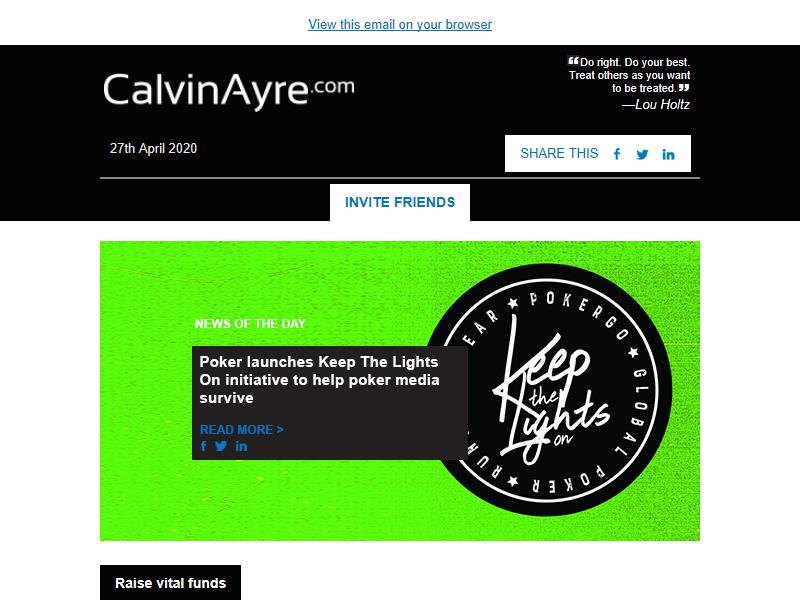 View this email on your browser
CalvinAyre.com
❝Do right. Do your best.
Treat others as you want
to be treated.❞
—Lou Holtz
27th April 2020
SHARE THIS
INVITE FRIENDS
NEWS OF THE DAY
Poker launches Keep The Lights
On initiative to help poker media
survive
READ MORE >
★ POKERGO ★ GLOBAL POKER ★ RUN
EAR
Keep
the
Lights
on
Raise vital funds